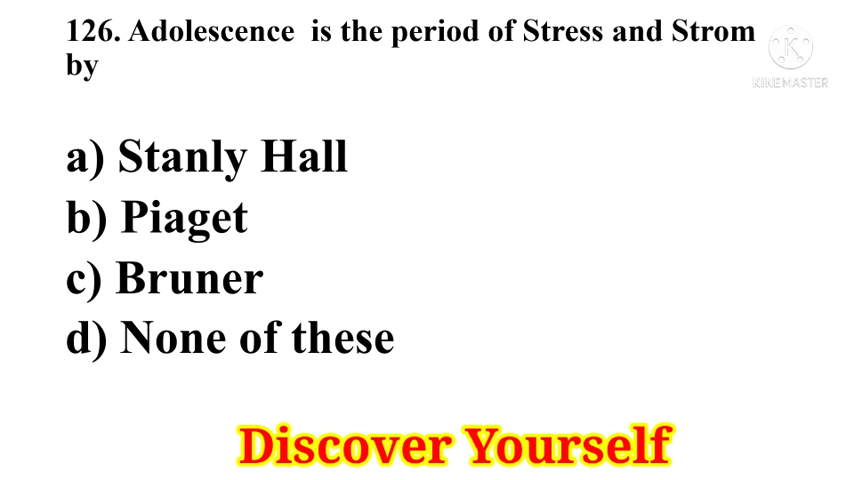 126. Adolescence is the period of Stress and Strom
by
KINEMASTER
a) Stanly Hall
b) Piaget
c) Bruner
d) None of these
Discover Yourself